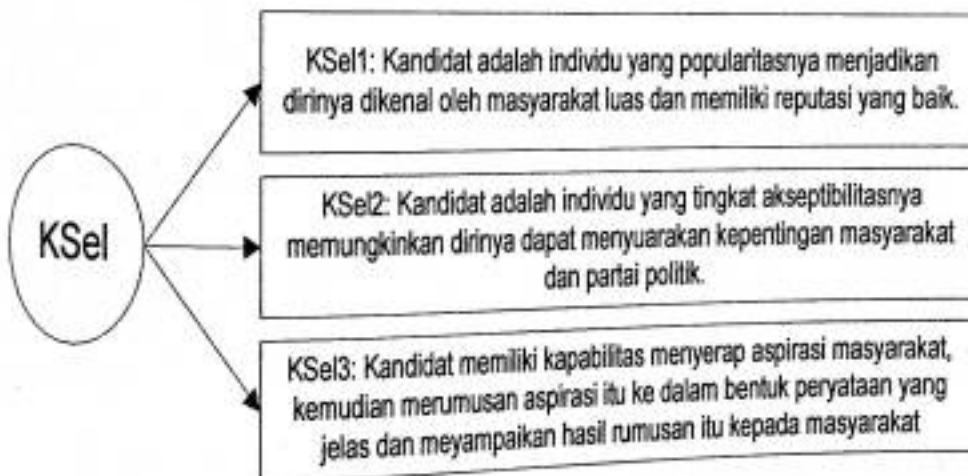 KSel
KSel1: Kandidat adalah individu yang popularitasnya menjadikan
dirinya dikenal oleh masyarakat luas dan memiliki reputasi yang baik.
KSel2: Kandidat adalah individu yang tingkat akseptibilitasnya
memungkinkan dirinya dapat menyuarakan kepentingan masyarakat
dan partai politik.
KSel3: Kandidat memiliki kapabilitas menyerap aspirasi masyarakat,
kemudian merumusan aspirasi itu ke dalam bentuk peryataan yang
jelas dan meyampaikan hasil rumusan itu kepada masyarakat